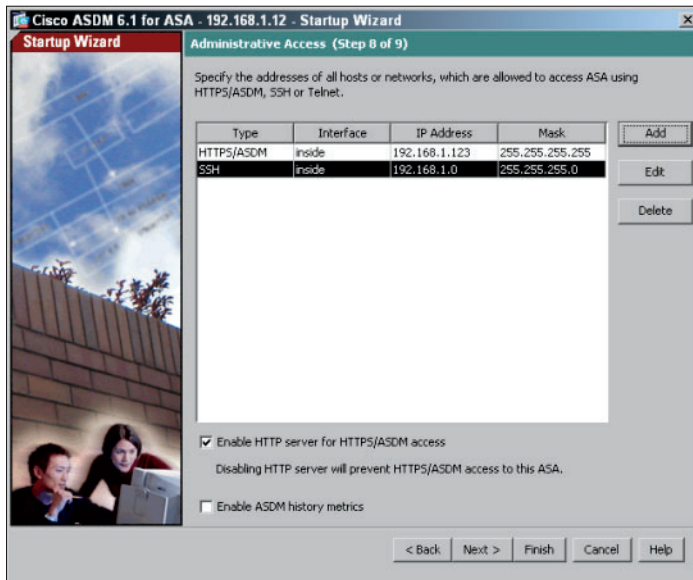 Cisco ASDM 6.1 for ASA - 192.168.1.12 - Startup Wizard
Startup Wizard
Administrative Access (Step 8 of 9)
Specify the addresses of all hosts or networks, which are allowed to access ASA using
HTTPS/ASDM, SSH or Telnet.
Type Interface IP Address Mask
HTTPS/ASDM inside 192.168.1.123 255.255.255.255
SSH inside 192.168.1.0 255.255.255.0
Add
Edit
Delete
Enable HTTP server for HTTPS/ASDM access
Disabling HTTP server will prevent HTTPS/ASDM access to this ASA.
Enable ASDM history metrics
< Back Next > Finish Cancel Help